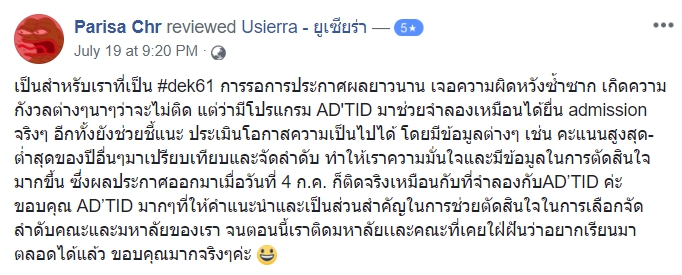 Parisa Chr reviewed Usierra - ยูเซียร่า — 5★
July 19 at 9:20 PM ·
เป็นสำหรับเราที่เป็น #dek61 การรอการประกาศผลยาวนาน เจอความผิดหวังซ้ำซาก เกิดความ
กังวลต่างๆนาๆว่าจะไม่ติด แต่ว่ามีโปรแกรม AD'TID มาช่วยจำลองเหมือนได้ยื่น admission
จริงๆ อีกทั้งยังช่วยชี้แนะ ประเมินโอกาสความเป็นไปได้ โดยมีข้อมูลต่างๆ เช่น คะแนนสูงสุด-
ต่ำสุดของปีอื่นๆมาเปรียบเทียบและจัดลำดับ ทำให้เราความมั่นใจและมีข้อมูลในการตัดสินใจ
มากขึ้น ซึ่งผลประกาศออกมาเมื่อวันที่ 4 ก.ค. ก็ติดจริงเหมือนกับที่จำลองกับAD’TID ค่ะ
ขอบคุณ AD’TID มากๆที่ให้คำแนะนำและเป็นส่วนสำคัญในการช่วยตัดสินใจในการเลือกจัด
ลำดับคณะและมหาลัยของเรา จนตอนนี้เราติดมหาลัยและคณะที่เคยใฝ่ฝันว่าอยากเรียนมา
ตลอดได้แล้ว ขอบคุณมากจริงๆค่ะ 😀